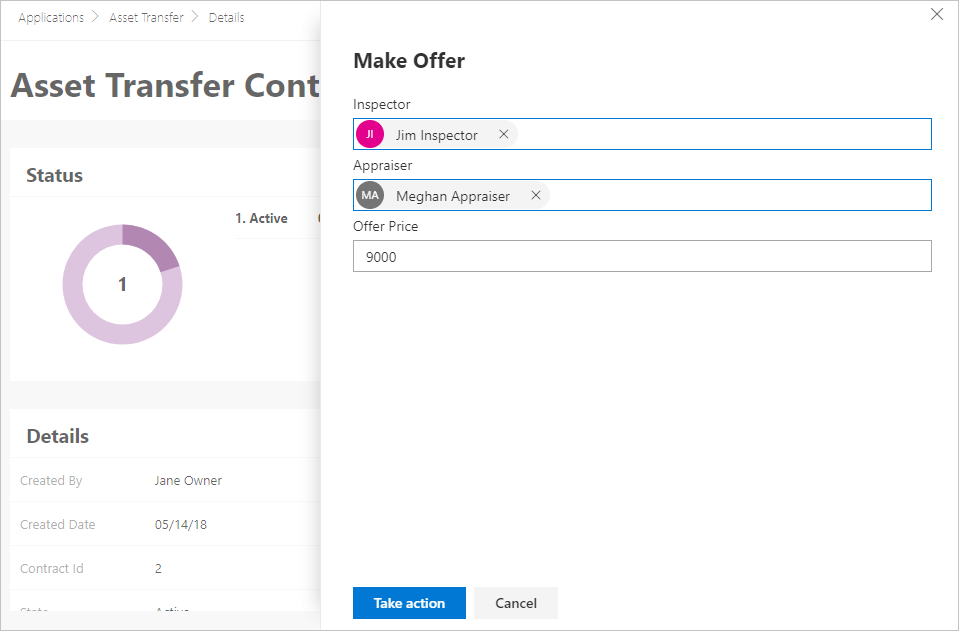 Applications > Asset Transfer > Details
Asset Transfer Cont
Status
1
1. Active
Details
Created By Jane Owner
Created Date 05/14/18
Contract Id 2
State Active
Make Offer
Inspector
JI Jim Inspector
Appraiser
MA Meghan Appraiser
Offer Price
9000
Take action Cancel